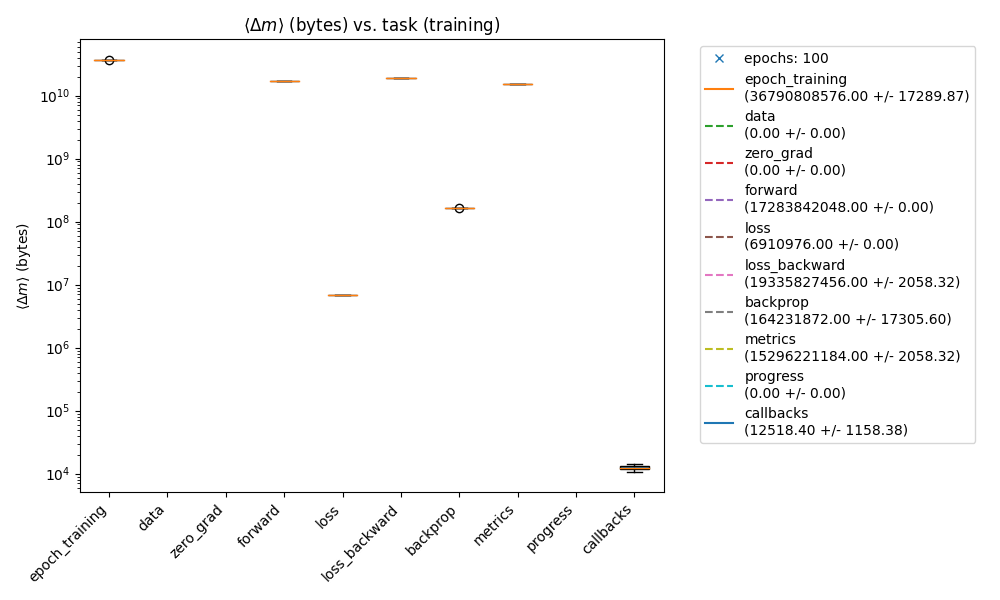 ⟨Δm⟩ (bytes) vs. task (training)
⟨Δm⟩ (bytes)
10¹⁰
10⁹
10⁸
10⁷
10⁶
10⁵
10⁴
epoch_training
data
zero_grad
forward
loss
loss_backward
backprop
metrics
progress
callbacks
epochs: 100
epoch_training
(36790808576.00 +/- 17289.87)
data
(0.00 +/- 0.00)
zero_grad
(0.00 +/- 0.00)
forward
(17283842048.00 +/- 0.00)
loss
(6910976.00 +/- 0.00)
loss_backward
(19335827456.00 +/- 2058.32)
backprop
(164231872.00 +/- 17305.60)
metrics
(15296221184.00 +/- 2058.32)
progress
(0.00 +/- 0.00)
callbacks
(12518.40 +/- 1158.38)